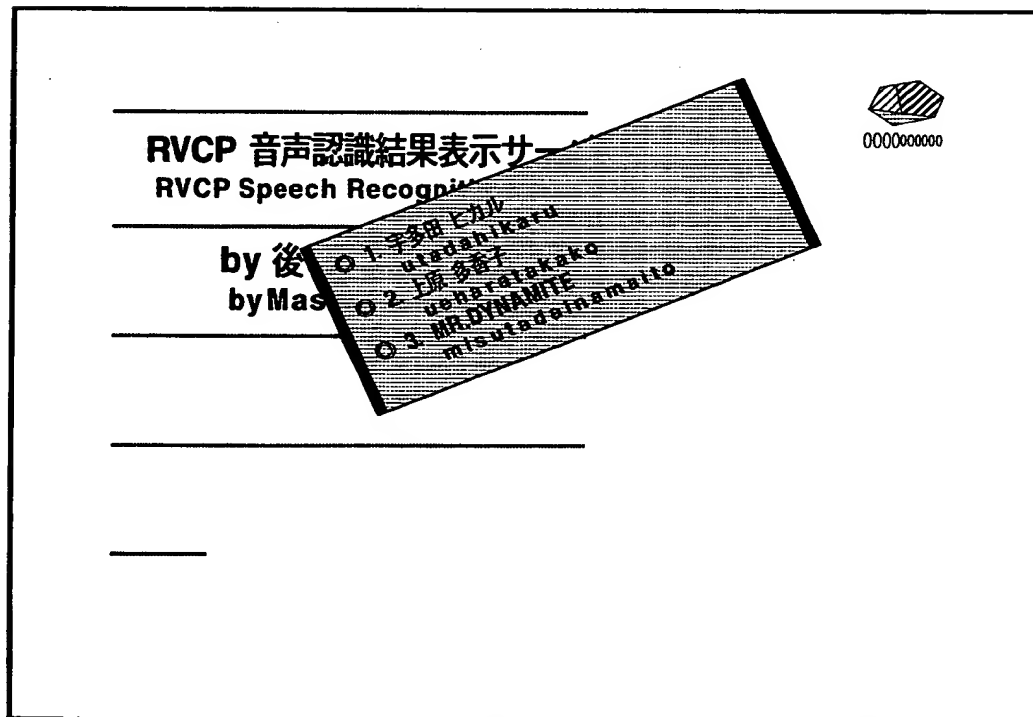 RVCP 音声認識結果表示サー
RVCP Speech
by 後
by Mas
1. 宇多田 ヒカル
utadahikaru
2. 上原 多香子
ueharatakako
3. MR.DYNAMITE
misutadainamaito
0000000000